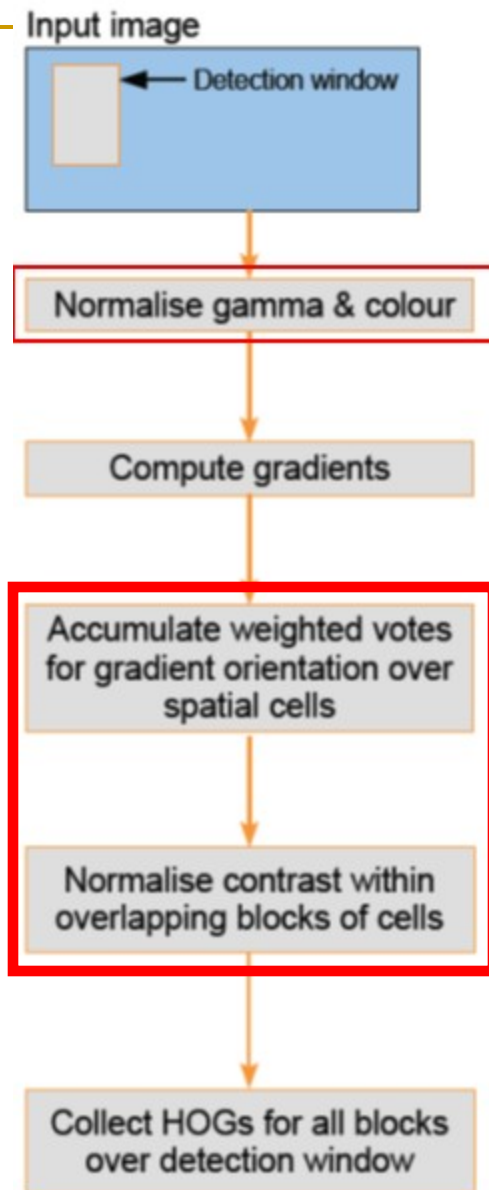 Input image
Detection window
Normalise gamma & colour
Compute gradients
Accumulate weighted votes
for gradient orientation over
spatial cells
Normalise contrast within
overlapping blocks of cells
Collect HOGs for all blocks
over detection window